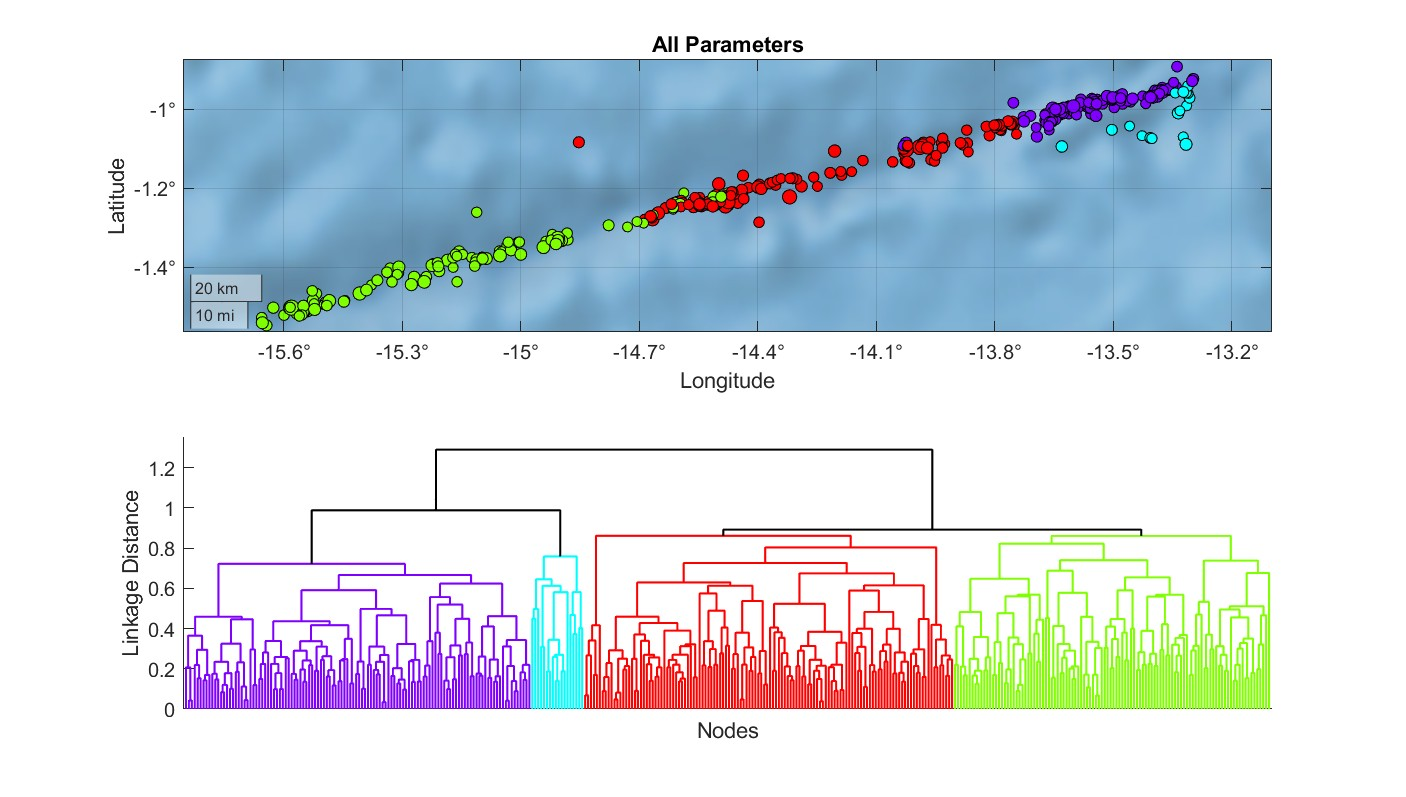 All Parameters
Latitude
-1°
-1.2°
-1.4°
20 km
10 mi
-15.6°
-15.3°
-15°
-14.7°
-14.4°
-14.1°
-13.8°
-13.5°
-13.2°
Longitude
Linkage Distance
1.2
1
0.8
0.6
0.4
0.2
0
Nodes